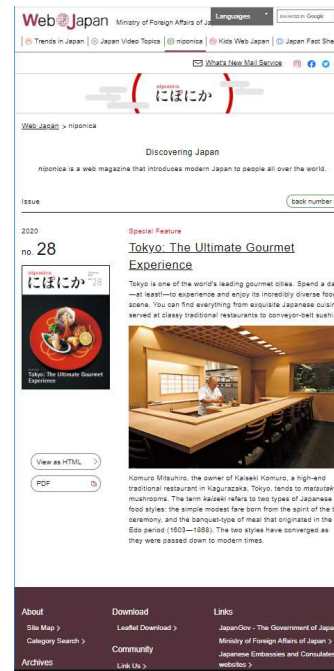 Web Japan Ministry of Foreign Affairs of Ja
Languages
ENHANCED BY Google
Trends in Japan | Japan Video Topics | niponica | Kids Web Japan | Japan Fact She
What's New Mail Service
niponica
にぽにか
Web Japan > niponica
Discovering Japan
niponica is a web magazine that introduces modern Japan to people all over the world.
Issue
back number
2020
no. 28
niponica
にぽにか
28
Tokyo: The Ultimate Gourmet
Experience
View as HTML
PDF
Special Feature
Tokyo: The Ultimate Gourmet
Experience
Tokyo is one of the world's leading gourmet cities. Spend a da
—at least!—to experience and enjoy its incredibly diverse food
scene. You can find everything from exquisite Japanese cuisin
served at classy traditional restaurants to conveyor-belt sushi.
Komuro Mitsuhiro, the owner of Kaiseki Komuro, a high-end
traditional restaurant in Kagurazaka, Tokyo, tends to matsutak
mushrooms. The term kaiseki refers to two types of Japanese
food styles: the simple modest fare born from the spirit of the t
ceremony, and the banquet-type of meal that originated in the
Edo period (1603—1868). The two styles have converged as
they were passed down to modern times.
About
Site Map >
Category Search >
Archives
Download
Leaflet Download >
Community
Link Us >
Links
JapanGov - The Government of Japa
Ministry of Foreign Affairs of Japan >
Japanese Embassies and Consulates
websites >